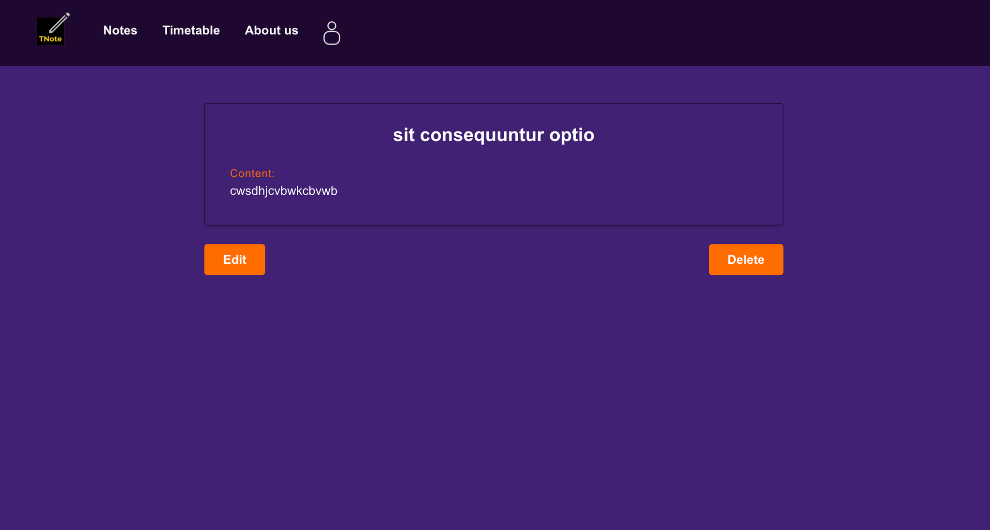 TNote
Notes Timetable About us
sit consequuntur optio
Content:
cwsdhjcvbwkcbvwb
Edit Delete